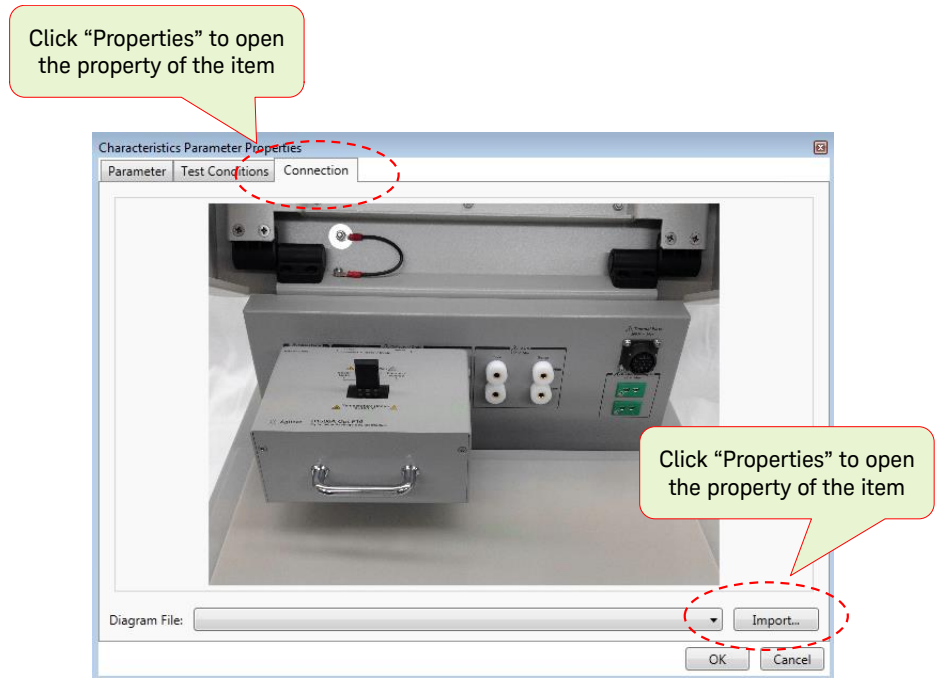 Click “Properties” to open
the property of the item
Characteristics Parameter Properties
Parameter
Test Conditions
Connection
Agilent
Click “Properties” to open
the property of the item
Diagram File:
Import...
OK
Cancel